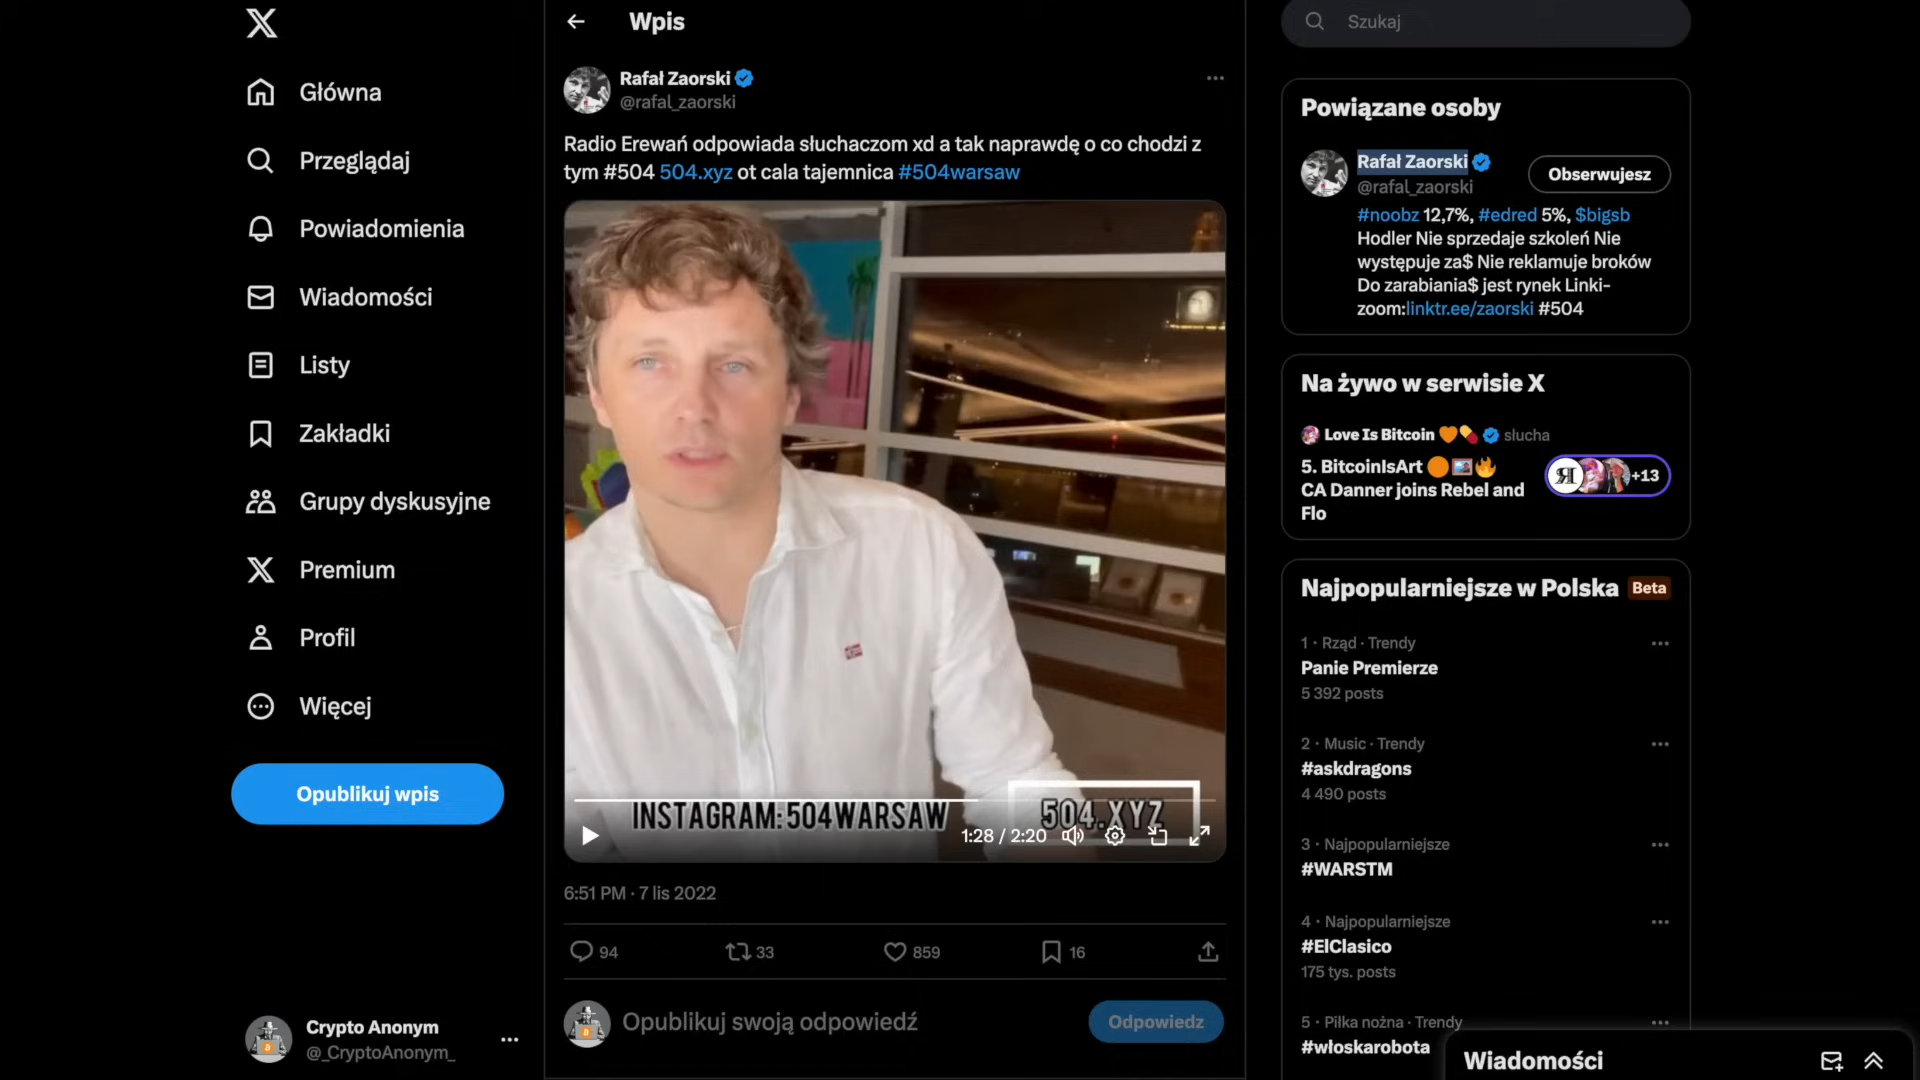 Główna
Przeglądaj
Powiadomienia
Wiadomości
Listy
Zakładki
Grupy dyskusyjne
Premium
Profil
Więcej
Opublikuj wpis
Crypto Anonym
@_CryptoAnonym_
Wpis
Rafał Zaorski
@rafal_zaorski
Radio Erewań odpowiada słuchaczom xd a tak naprawdę o co chodzi z
tym #504 504.xyz ot cala tajemnica #504warsaw
INSTAGRAM:504WARSAW
504.XYZ
1:28 / 2:20
6:51 PM · 7 lis 2022
94
33
859
16
Opublikuj swoją odpowiedź
Odpowiedz
Szukaj
Powiązane osoby
Rafał Zaorski
@rafal_zaorski
Obserwujesz
#noobz 12,7%, #edred 5%, $bigsb
Hodler Nie sprzedaje szkoleń Nie
występuje za$ Nie reklamuje broków
Do zarabiania$ jest rynek Linki-
zoom:linktr.ee/zaorski #504
Na żywo w serwisie X
Love Is Bitcoin 🧡💊 słucha
5. BitcoinIsArt 🟠🖼️🔥
CA Danner joins Rebel and
Flo
+13
Najpopularniejsze w Polska Beta
1 · Rząd · Trendy
Panie Premierze
5 392 posts
2 · Music · Trendy
#askdragons
4 490 posts
3 · Najpopularniejsze
#WARSTM
4 · Najpopularniejsze
#ElClasico
175 tys. posts
5 · Piłka nożna · Trendy
#włoskarobota
Wiadomości